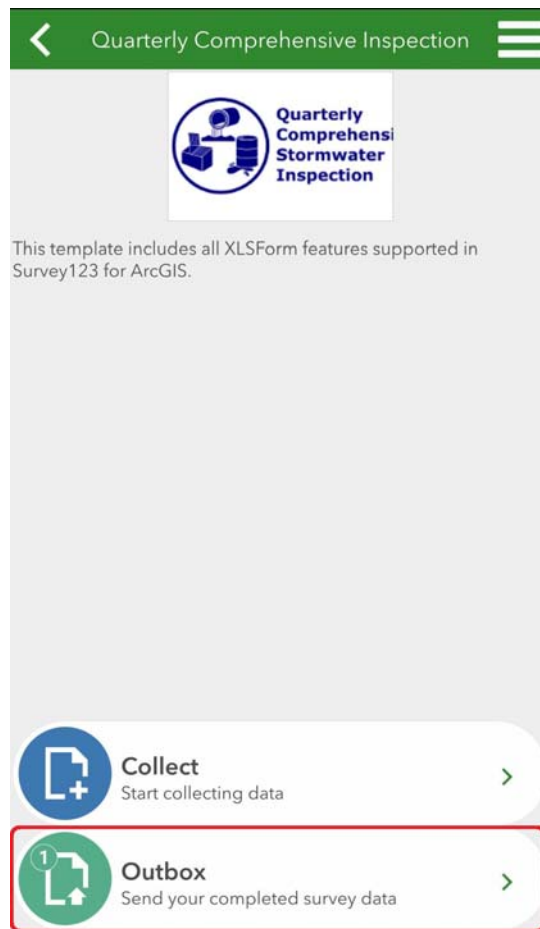 Quarterly Comprehensive Inspection
Quarterly
Comprehensi
Stormwater
Inspection
This template includes all XLSForm features supported in
Survey123 for ArcGIS.
Collect
Start collecting data
1
Outbox
Send your completed survey data